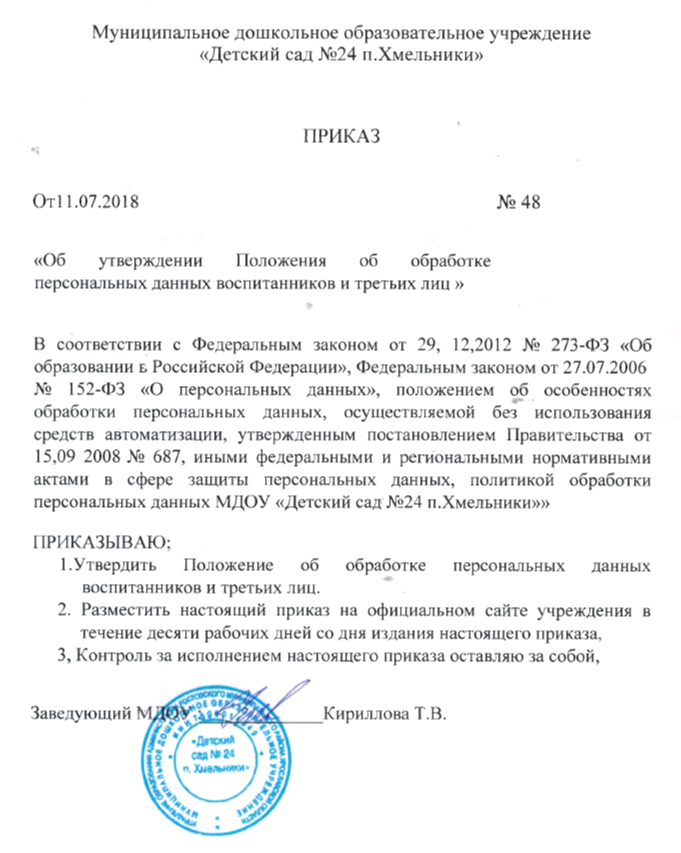 Муниципальное дошкольное образовательное учреждение
«Детский сад №24 п.Хмельники»
ПРИКАЗ
От11.07.2018 № 48
«Об утверждении Положения об обработке
персональных данных воспитанников и третьих лиц »
В соответствии с Федеральным законом от 29, 12,2012 № 273-ФЗ «Об
образовании в Российской Федерации», Федеральным законом от 27.07.2006
№ 152-ФЗ «О персональных данных», положением об особенностях
обработки персональных данных, осуществляемой без использования
средств автоматизации, утвержденным постановлением Правительства от
15,09 2008 № 687, иными федеральными и региональными нормативными
актами в сфере защиты персональных данных, политикой обработки
персональных данных МДОУ «Детский сад №24 п.Хмельники»»
ПРИКАЗЫВАЮ;
1.Утвердить Положение об обработке персональных данных
воспитанников и третьих лиц.
2. Разместить настоящий приказ на официальном сайте учреждения в
течение десяти рабочих дней со дня издания настоящего приказа,
3, Контроль за исполнением настоящего приказа оставляю за собой,
Заведующий МДОУ Кириллова Т.В.
МУНИЦИПАЛЬНОЕ ДОШКОЛЬНОЕ ОБРАЗОВАТЕЛЬНОЕ УЧРЕЖДЕНИЕ
«Детский
сад № 24
п. Хмельники»